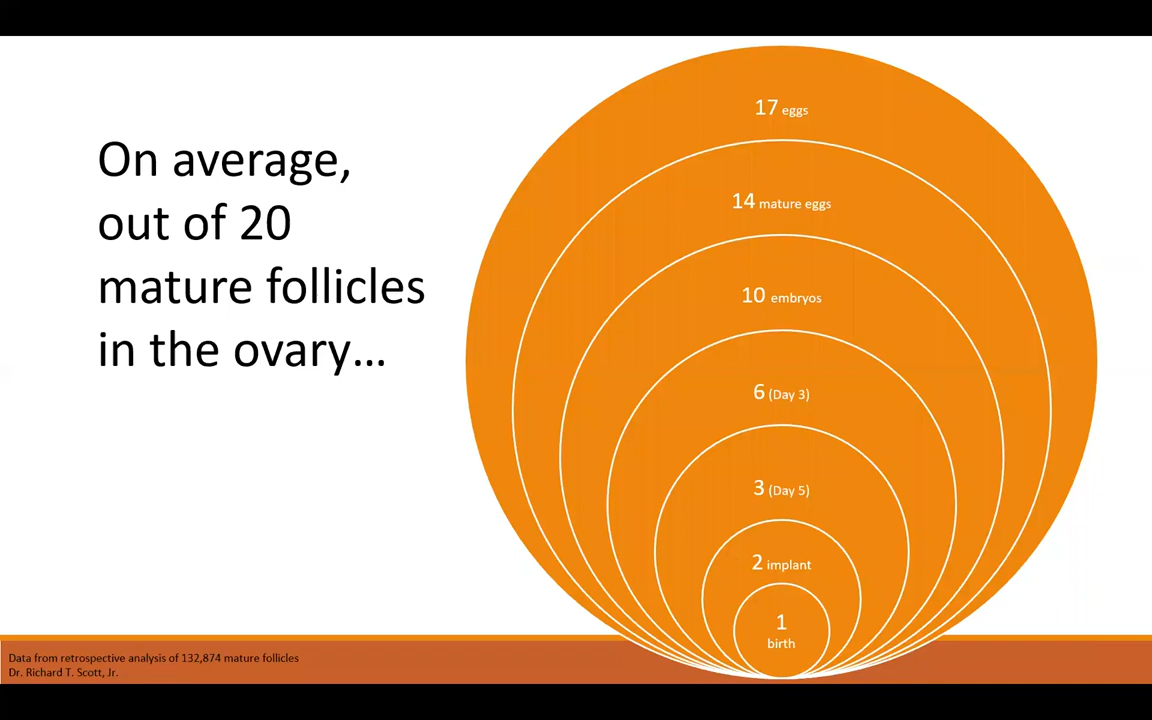 On average,
out of 20
mature follicles
in the ovary…
17 eggs
14 mature eggs
10 embryos
6 (Day 3)
3 (Day 5)
2 implant
1
birth
Data from retrospective analysis of 132,874 mature follicles
Dr. Richard T. Scott, Jr.